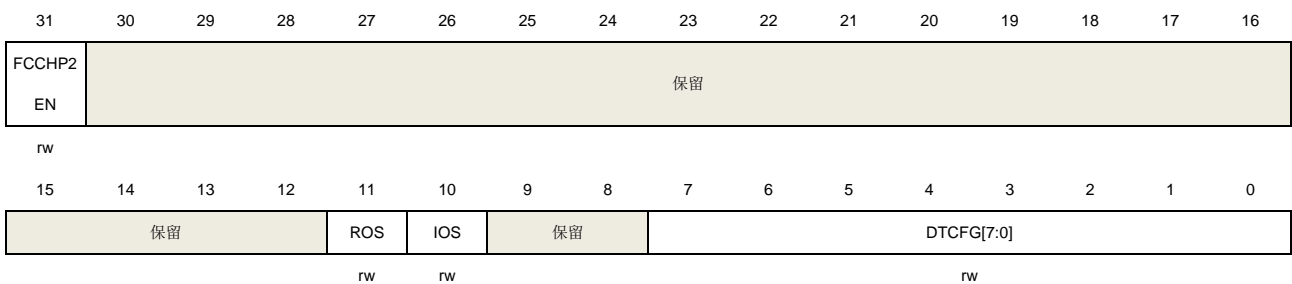 31 30 29 28 27 26 25 24 23 22 21 20 19 18 17 16
FCCHP2
EN
保留
rw
15 14 13 12 11 10 9 8 7 6 5 4 3 2 1 0
保留 ROS IOS 保留 DTCFG[7:0]
rw rw rw